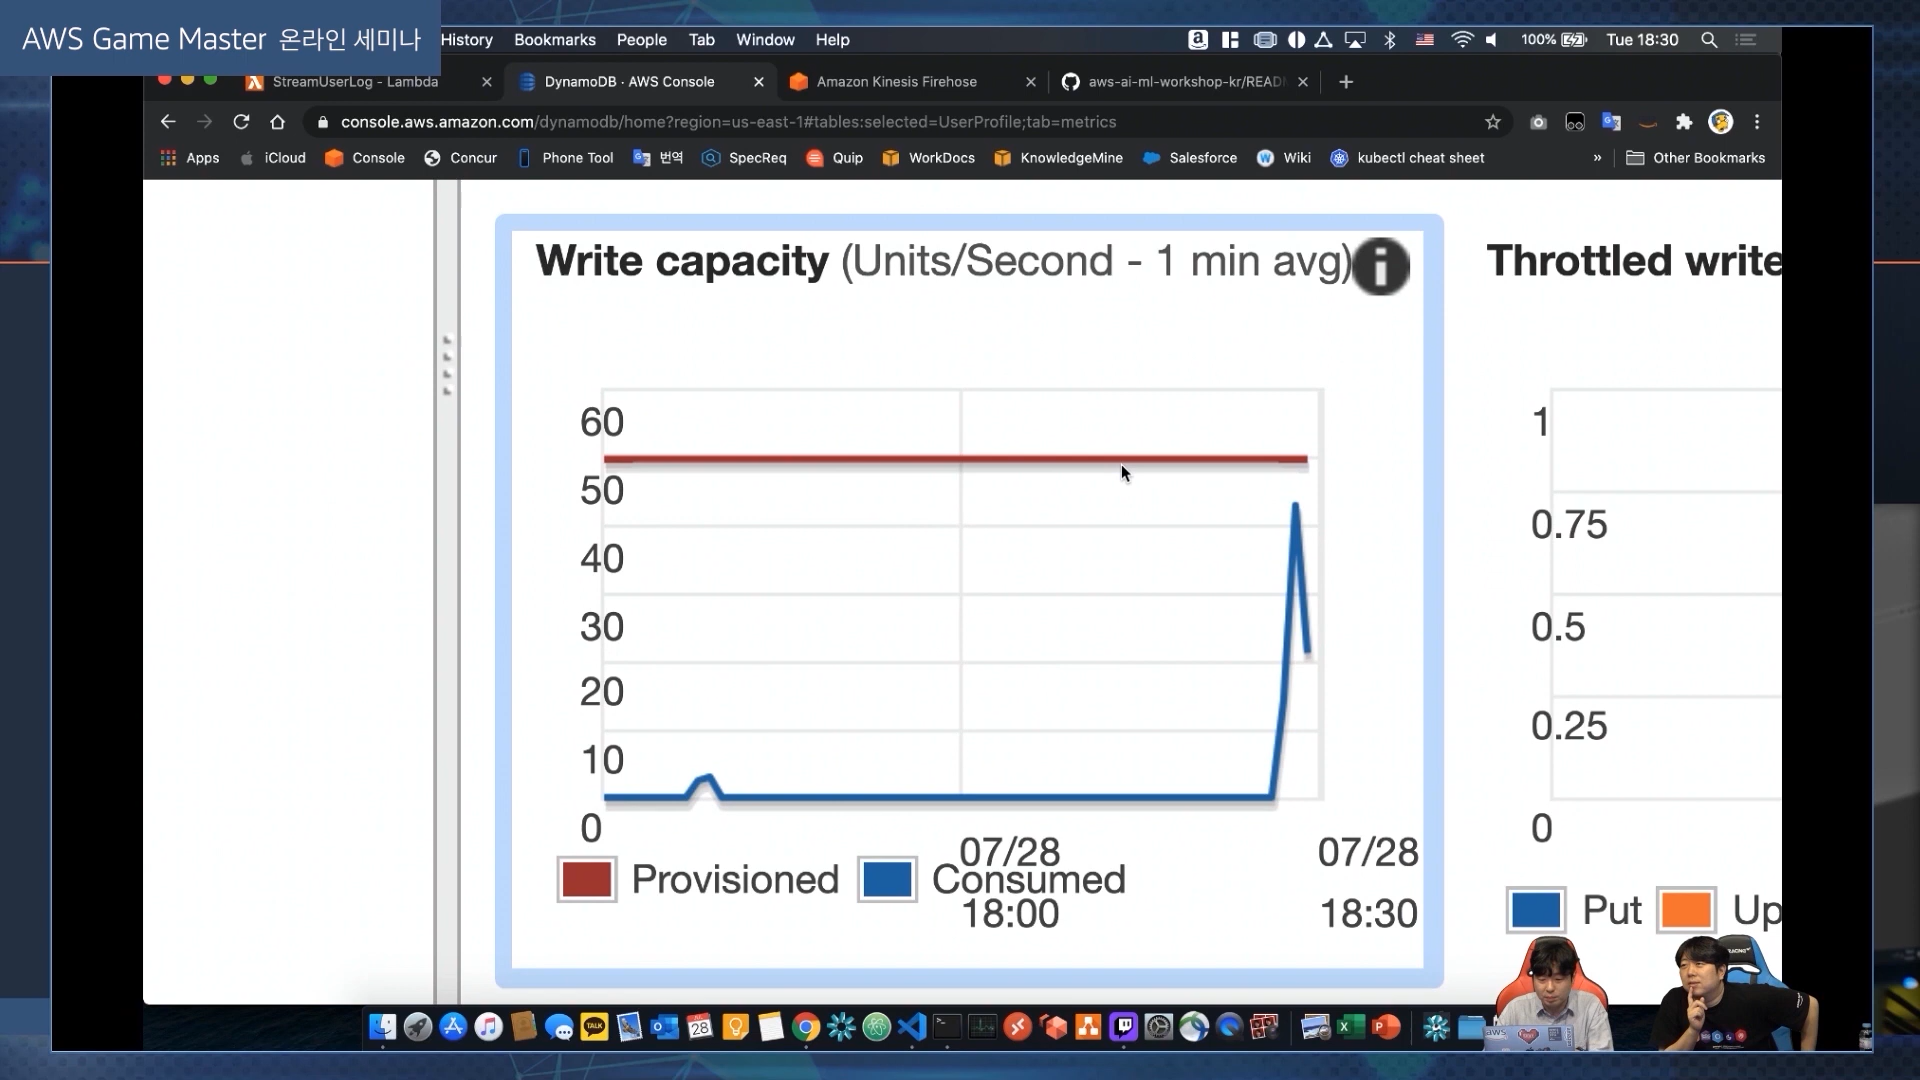 AWS Game Master 온라인 세미나
History Bookmarks People Tab Window Help
100% Tue 18:30
StreamUserLog - Lambda
DynamoDB · AWS Console
Amazon Kinesis Firehose
aws-ai-ml-workshop-kr/READ
console.aws.amazon.com/dynamodb/home?region=us-east-1#tables:selected=UserProfile;tab=metrics
Apps iCloud Console Concur Phone Tool 번역 SpecReq Quip WorkDocs KnowledgeMine Salesforce Wiki kubectl cheat sheet » Other Bookmarks
Write capacity (Units/Second - 1 min avg)
Throttled write
60
50
40
30
20
10
0
07/28
18:00
07/28
18:30
Provisioned Consumed
1
0.75
0.5
0.25
0
Put Up
TALK
28
aws